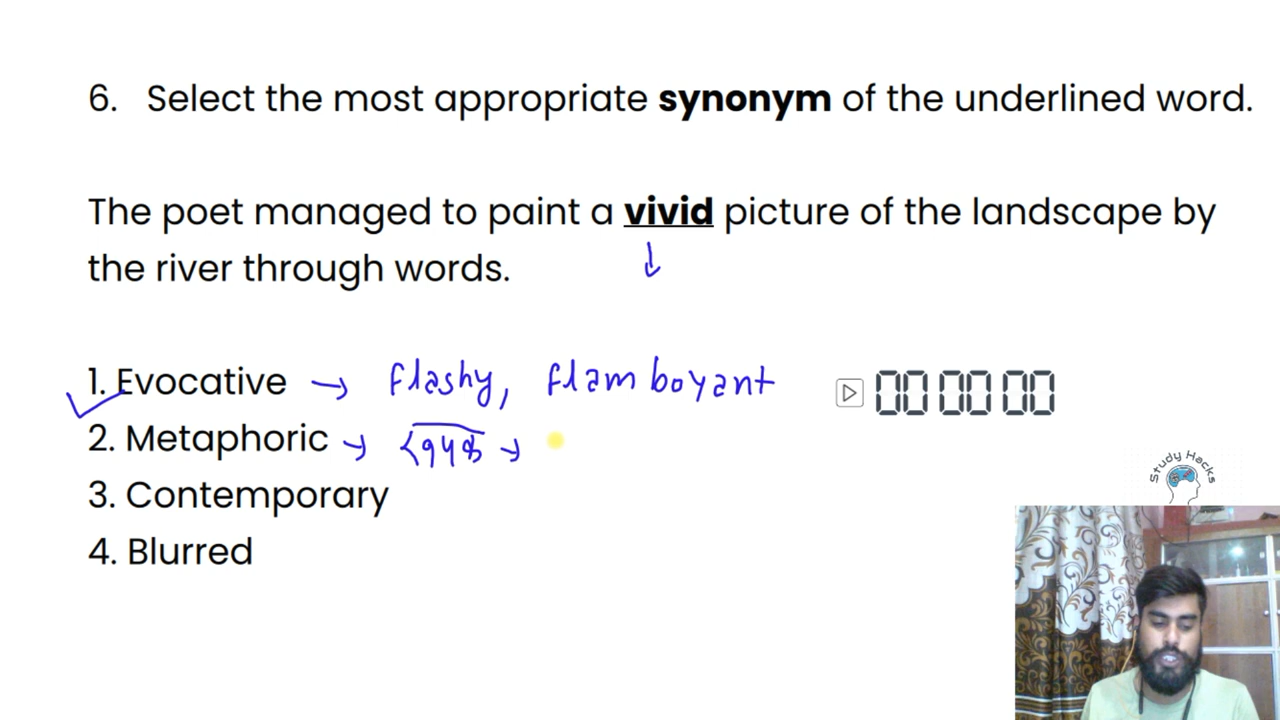 6. Select the most appropriate synonym of the underlined word.
The poet managed to paint a vivid picture of the landscape by
the river through words.
1. Evocative → flashy, flamboyant
00 00 00
2. Metaphoric →
3. Contemporary
4. Blurred
Study Hacks